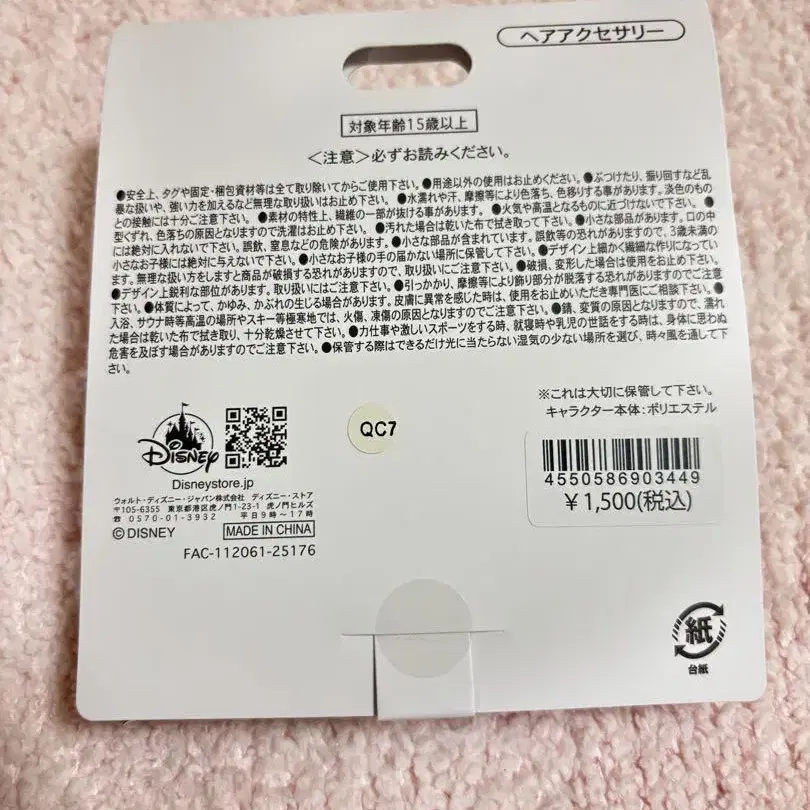 ヘアアクセサリー
対象年齢15歳以上
＜注意＞必ずお読みください。
●安全上、タグや固定・梱包資材等は全て取り除いてからご使用下さい。●用途以外の使用はお止めください。●ぶつけたり、振り回すなど乱
暴な扱いや、強い力を加えるなど無理な取扱いはお止め下さい。●水濡れや汗、摩擦等により色落ち、色移りする事があります。淡色のもの
との接触には十分ご注意下さい。●素材の特性上、繊維の一部が抜ける事があります。●火気や高温となるものに近づけないで下さい。●
型くずれ、色落ちの原因となりますので洗濯はお止め下さい。●汚れた場合は乾いた布で拭き取って下さい。●小さな部品があります。口の中
には絶対に入れないで下さい。誤飲、窒息などの危険があります。●小さな部品が含まれています。誤飲等の恐れがありますので、3歳未満の
小さなお子様には絶対に与えないで下さい。●小さなお子様の手の届かない場所に保管して下さい。●デザイン上細かく繊細な作りになってい
ます。無理な扱い方をしますと商品が破損する恐れがありますので、取り扱いにご注意下さい。●破損、変形した場合は使用をお止め下さい。
●デザイン上鋭利な部位があります。取り扱いにはご注意下さい。●引っかかり、摩擦等により飾り部分が脱落する恐れがありますのでご注意
下さい。●体質によって、かゆみ、かぶれの生じる場合があります。皮膚に異常を感じた時は、使用をお止めいただき専門医にご相談下さい。●
入浴、サウナ時等高温の場所やスキー等極寒地では、火傷、凍傷の原因となりますので、ご注意下さい。●錆、変質の原因となりますので、濡れ
た場合は乾いた布で拭き取り、十分乾燥させて下さい。●力仕事や激しいスポーツをする時、就寝時や乳児の世話をする時は、身体に思わぬ
危害を及ぼす場合がありますのでご注意下さい。●保管する際はできるだけ光に当たらない湿気の少ない場所を選び、時々風を通して下
さい。
※これは大切に保管して下さい。
キャラクター本体：ポリエステル
Disney
Disneystore.jp
QC7
4550586903449
￥1,500(税込)
ウォルト・ディズニー・ジャパン株式会社 ディズニー・ストア
〒105-6355 東京都港区虎ノ門1-23-1 虎ノ門ヒルズ
☎ 0570-01-3932 平日9時～17時
©DISNEY MADE IN CHINA
FAC-112061-25176
紙
台紙